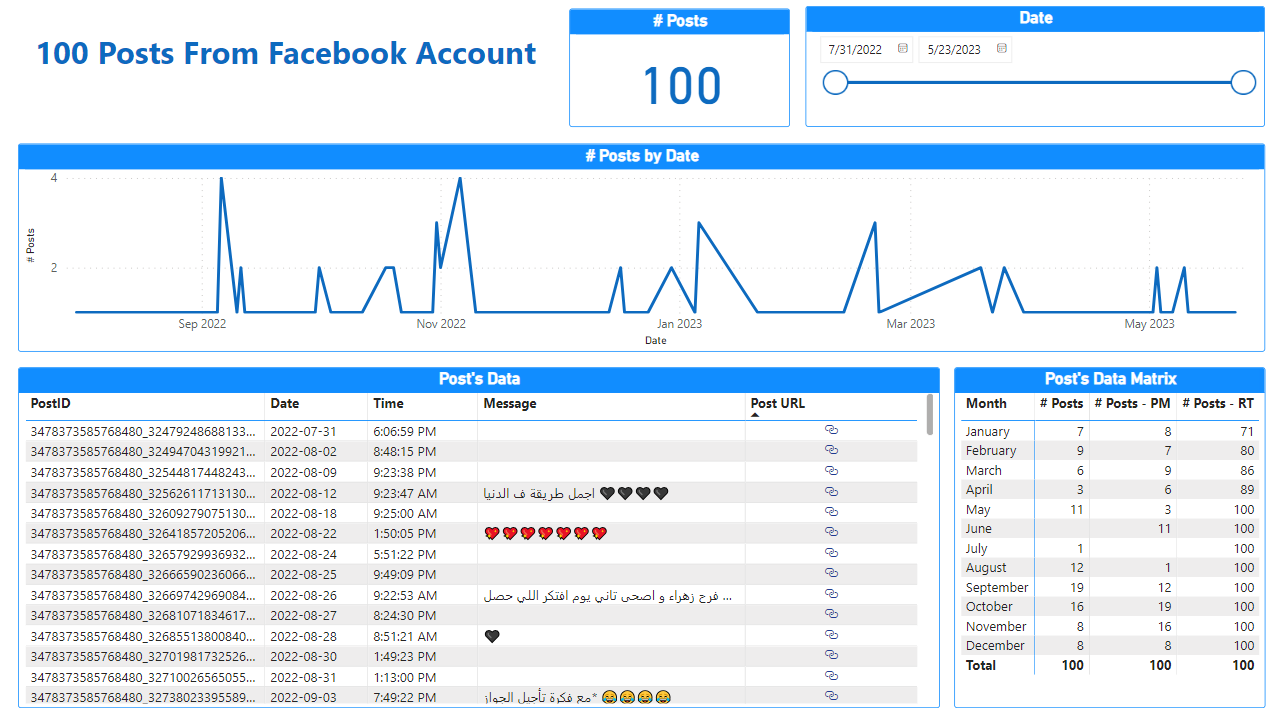 100 Posts From Facebook Account
# Posts
100
Date
7/31/2022 5/23/2023
# Posts by Date
4
2
# Posts
Sep 2022 Nov 2022 Jan 2023 Mar 2023 May 2023
Date
Post's Data
PostID Date Time Message Post URL
3478373585768480_32479248688133... 2022-07-31 6:06:59 PM
3478373585768480_32494704319921... 2022-08-02 8:48:15 PM
3478373585768480_32544817448243... 2022-08-09 9:23:38 PM
3478373585768480_32562611713130... 2022-08-12 9:23:47 AM اجمل طريقة ف الدنيا 🖤🖤🖤🖤
3478373585768480_32609279075130... 2022-08-18 9:25:00 AM
3478373585768480_32641857205206... 2022-08-22 1:50:05 PM 💖💖💖💖💖💖💖
3478373585768480_32657929936932... 2022-08-24 5:51:22 PM
3478373585768480_32666590236066... 2022-08-25 9:49:09 PM
3478373585768480_32669742969084... 2022-08-26 9:22:53 AM فرح زهراء و اصحى تاني يوم افتكر اللي حصل ...
3478373585768480_32681071834617... 2022-08-27 8:24:30 PM
3478373585768480_32685513800840... 2022-08-28 8:51:21 AM 🖤
3478373585768480_32701981732526... 2022-08-30 1:49:23 PM
3478373585768480_32710026565055... 2022-08-31 1:13:00 PM
3478373585768480_32738023395589... 2022-09-03 7:49:22 PM مع فكرة تأجيل الجواز* 😂😂😂😂
Post's Data Matrix
Month # Posts # Posts - PM # Posts - RT
January 7 8 71
February 9 7 80
March 6 9 86
April 3 6 89
May 11 3 100
June 11 100
July 1 100
August 12 1 100
September 19 12 100
October 16 19 100
November 8 16 100
December 8 8 100
Total 100 100 100